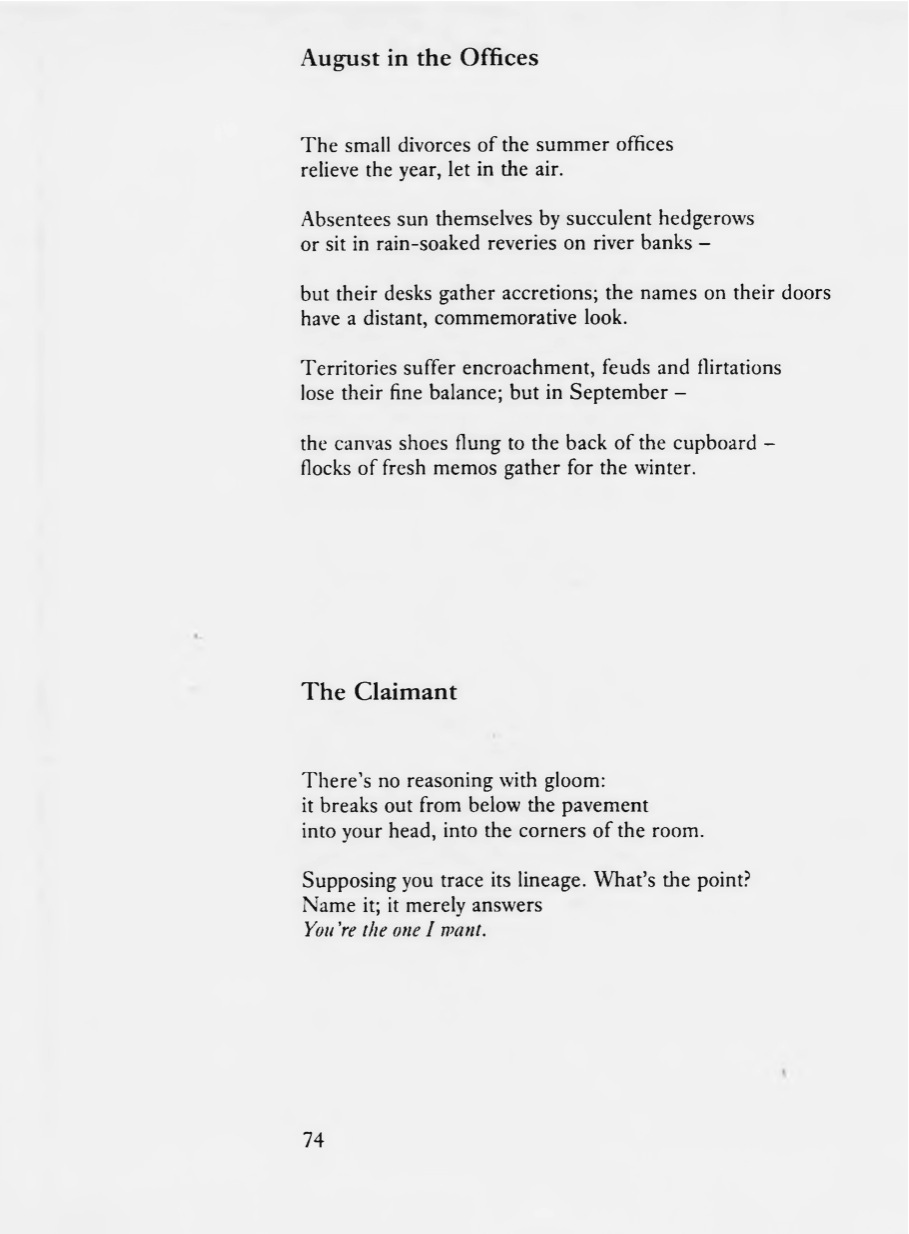 August in the Offices
The small divorces of the summer offices
relieve the year, let in the air.
Absentees sun themselves by succulent hedgerows
or sit in rain-soaked reveries on river banks –
but their desks gather accretions; the names on their doors
have a distant, commemorative look.
Territories suffer encroachment, feuds and flirtations
lose their fine balance; but in September –
the canvas shoes flung to the back of the cupboard –
flocks of fresh memos gather for the winter.
The Claimant
There's no reasoning with gloom:
it breaks out from below the pavement
into your head, into the corners of the room.
Supposing you trace its lineage. What's the point?
Name it; it merely answers
You're the one I want.
74